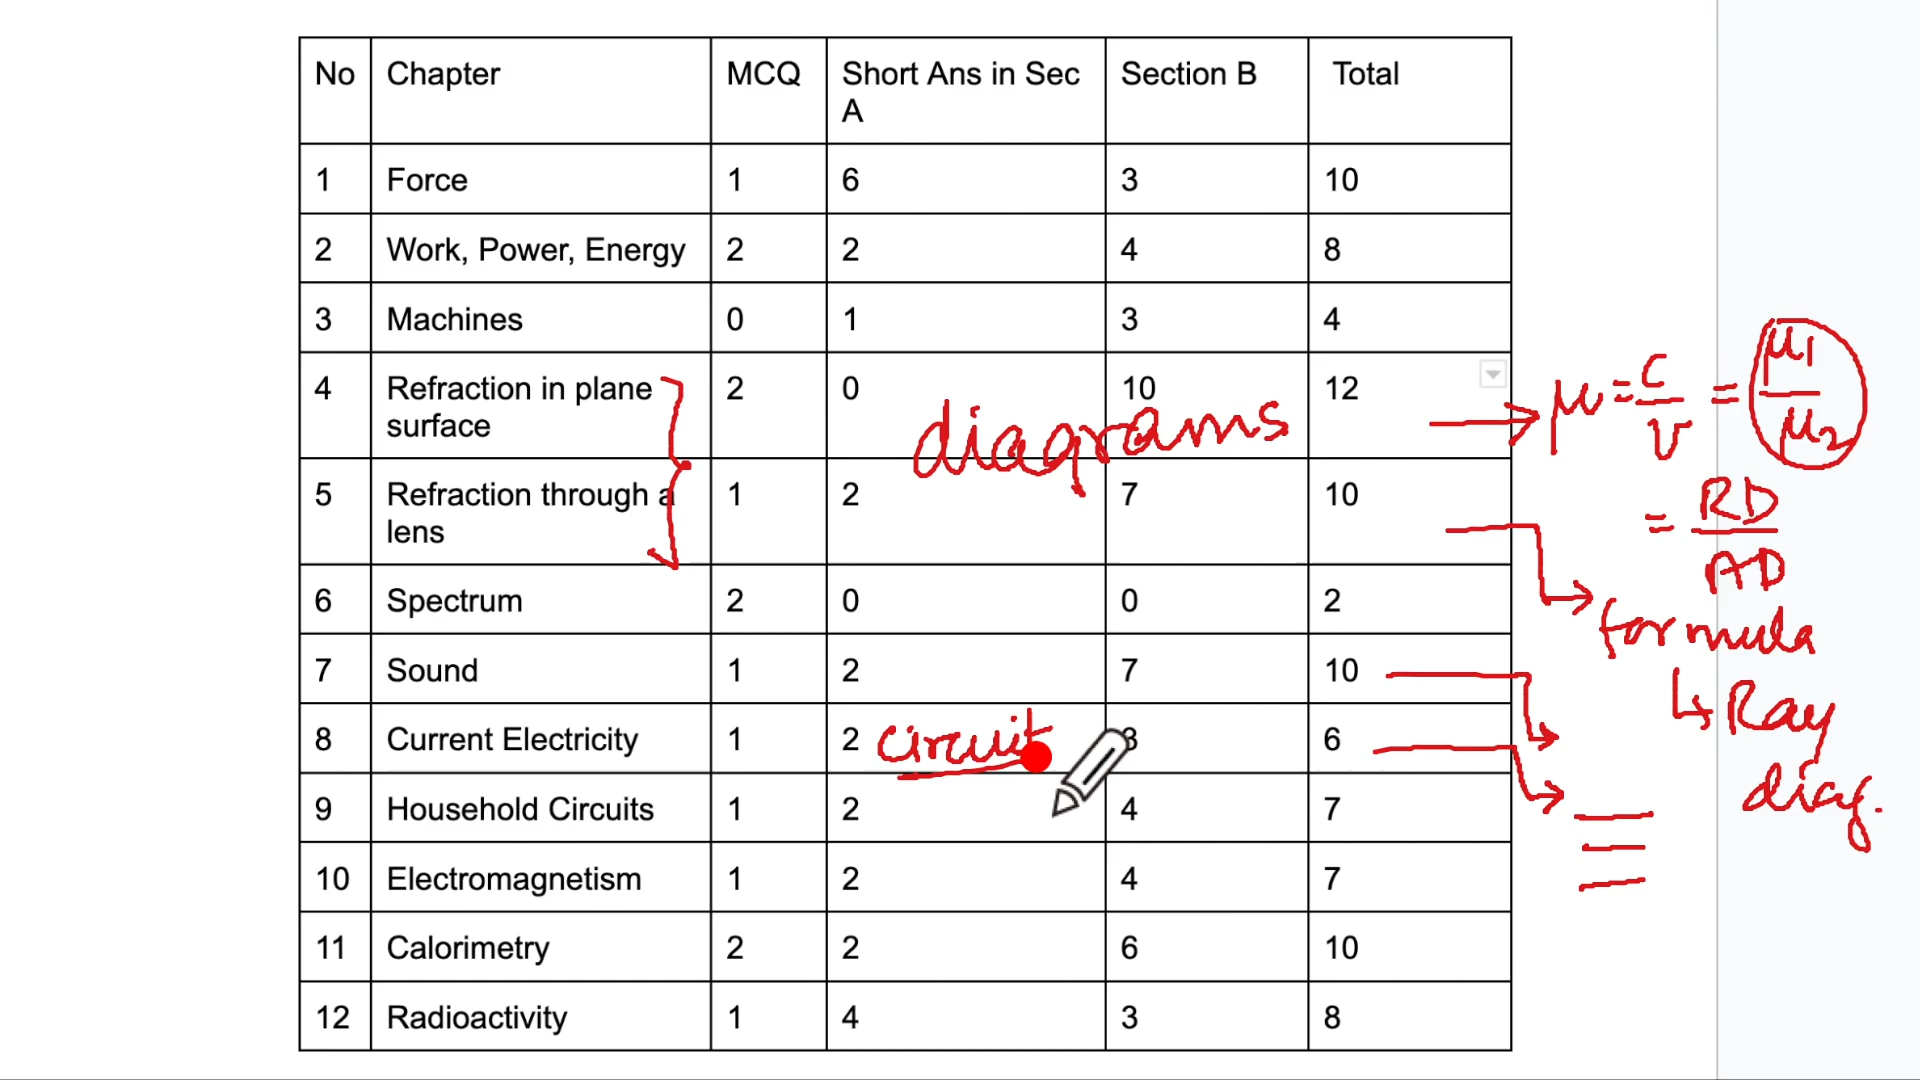 No Chapter MCQ Short Ans in Sec A Section B Total
1 Force 1 6 3 10
2 Work, Power, Energy 2 2 4 8
3 Machines 0 1 3 4
4 Refraction in plane surface 2 0 10 12
5 Refraction through a lens 1 2 7 10
6 Spectrum 2 0 0 2
7 Sound 1 2 7 10
8 Current Electricity 1 2 3 6
9 Household Circuits 1 2 4 7
10 Electromagnetism 1 2 4 7
11 Calorimetry 2 2 6 10
12 Radioactivity 1 4 3 8
diagrams
circuit
μ = c/v = μ1/μ2
= RD/AD
formula
↳ Ray
diag.